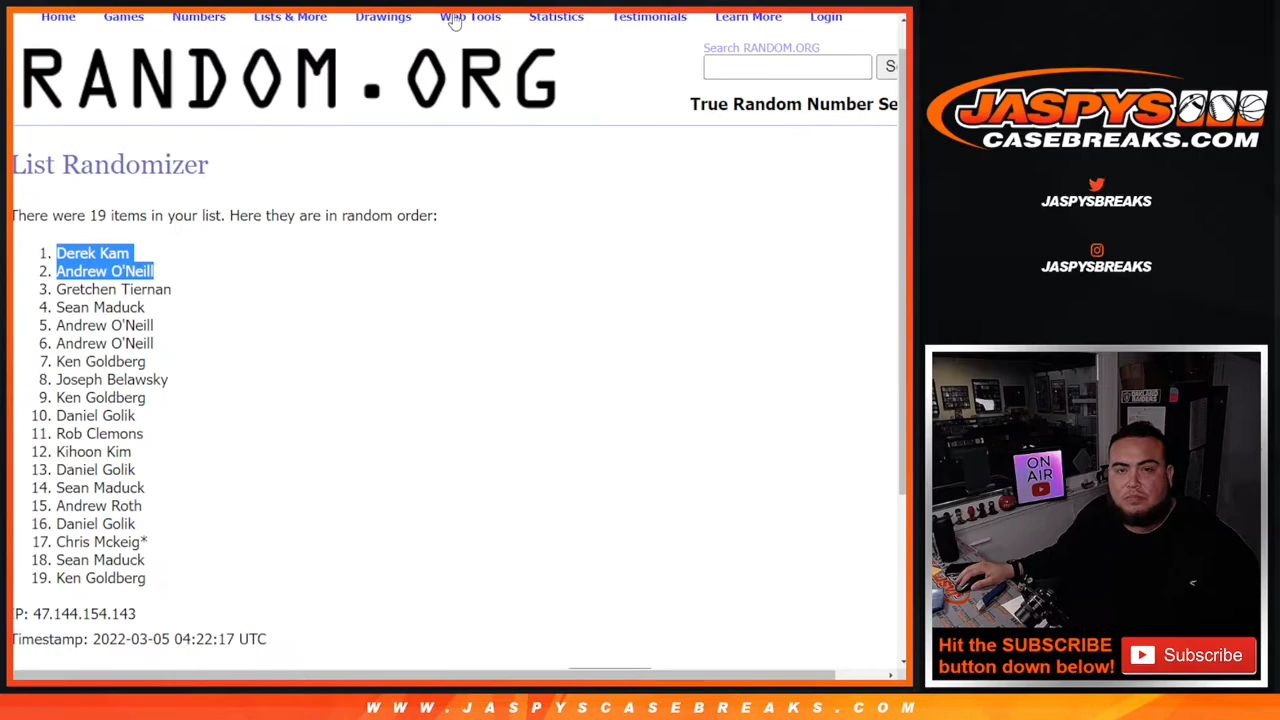 Home Games Numbers Lists & More Drawings Web Tools Statistics Testimonials Learn More Login
RANDOM.ORG
Search RANDOM.ORG
True Random Number Se
List Randomizer
There were 19 items in your list. Here they are in random order:
1. Derek Kam
2. Andrew O'Neill
3. Gretchen Tiernan
4. Sean Maduck
5. Andrew O'Neill
6. Andrew O'Neill
7. Ken Goldberg
8. Joseph Belawsky
9. Ken Goldberg
10. Daniel Golik
11. Rob Clemons
12. Kihoon Kim
13. Daniel Golik
14. Sean Maduck
15. Andrew Roth
16. Daniel Golik
17. Chris Mckeig*
18. Sean Maduck
19. Ken Goldberg
IP: 47.144.154.143
Timestamp: 2022-03-05 04:22:17 UTC
JASPYS
CASEBREAKS.COM
JASPYSBREAKS
JASPYSBREAKS
OAKLAND
RAIDERS
ON
AIR
Hit the SUBSCRIBE
button down below!
Subscribe
WWW.JASPYSCASEBREAKS.COM